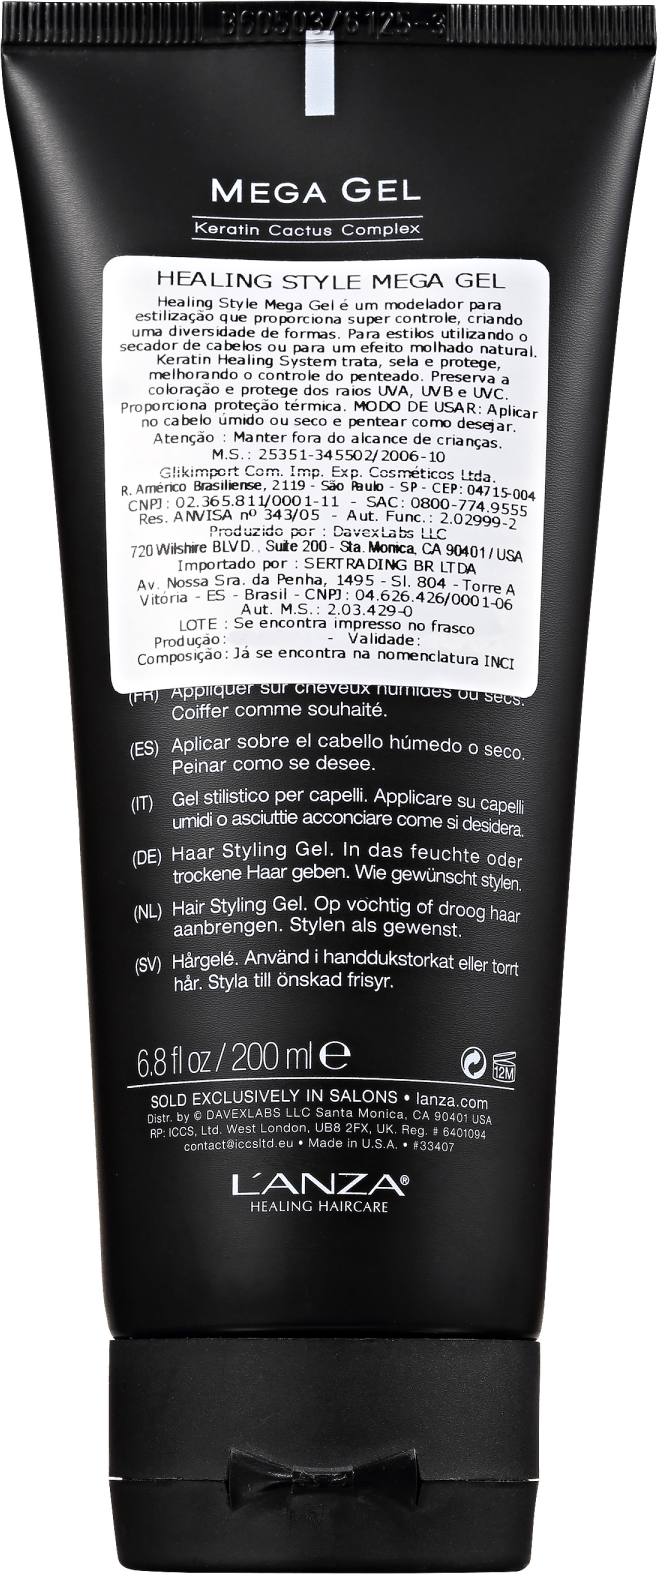 B60503/6125-3
MEGA GEL
Keratin Cactus Complex
HEALING STYLE MEGA GEL
Healing Style Mega Gel é um modelador para
estilização que proporciona super controle, criando
uma diversidade de formas. Para estilos utilizando o
secador de cabelos ou para um efeito molhado natural.
Keratin Healing System trata, sela e protege,
melhorando o controle do penteado. Preserva a
coloração e protege dos raios UVA, UVB e UVC.
Proporciona proteção térmica. MODO DE USAR: Aplicar
no cabelo úmido ou seco e pentear como desejar.
Atenção : Manter fora do alcance de crianças.
M.S.: 25351-345502/2006-10
Glikimport Com. Imp. Exp. Cosméticos Ltda.
R. Américo Brasiliense, 2119 - São Paulo - SP - CEP: 04715-004
CNPJ: 02.365.811/0001-11 - SAC: 0800-774.9555
Res. ANVISA nº 343/05 - Aut. Func.: 2.02999-2
Produzido por : DavexLabs LLC
720 Wilshire BLVD., Suite 200 - Sta. Monica, CA 90401 / USA
Importado por : SERTRADING BR LTDA
Av. Nossa Sra. da Penha, 1495 - Sl. 804 - Torre A
Vitória - ES - Brasil - CNPJ: 04.626.426/0001-06
Aut. M.S.: 2.03.429-0
LOTE : Se encontra impresso no frasco
Produção: - Validade:
Composição: Já se encontra na nomenclatura INCI
(FR) Appliquer sur cheveux humides ou secs.
Coiffer comme souhaité.
(ES) Aplicar sobre el cabello húmedo o seco.
Peinar como se desee.
(IT) Gel stilistico per capelli. Applicare su capelli
umidi o asciuttie acconciare come si desidera.
(DE) Haar Styling Gel. In das feuchte oder
trockene Haar geben. Wie gewünscht stylen.
(NL) Hair Styling Gel. Op vochtig of droog haar
aanbrengen. Stylen als gewenst.
(SV) Hårgelé. Använd i handdukstorkat eller torrt
hår. Styla till önskad frisyr.
6.8 fl oz / 200 ml ℮
12M
SOLD EXCLUSIVELY IN SALONS • lanza.com
Distr. by © DAVEXLABS LLC Santa Monica, CA 90401 USA
RP: ICCS, Ltd. West London, UB8 2FX, UK. Reg. # 6401094
contact@iccsltd.eu • Made in U.S.A. • #33407
L'ANZA®
HEALING HAIRCARE